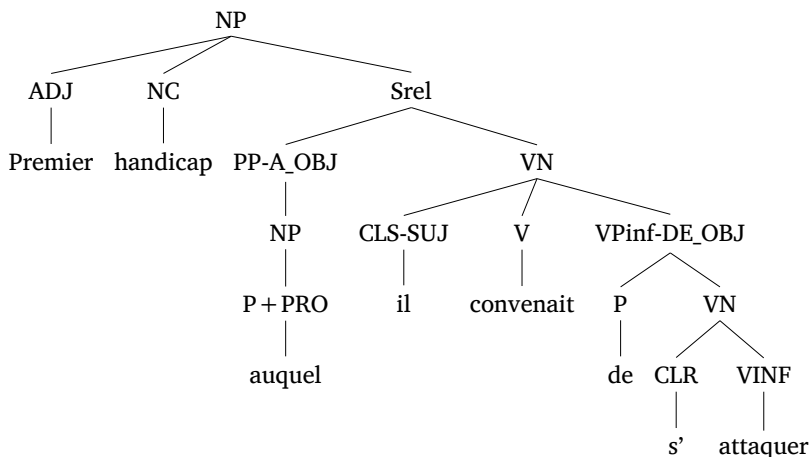 NP
ADJ NC Srel
Premier handicap PP-A_OBJ VN
NP CLS-SUJ V VPinf-DE_OBJ
P+PRO il convenait P VN
auquel de CLR VINF
s' attaquer